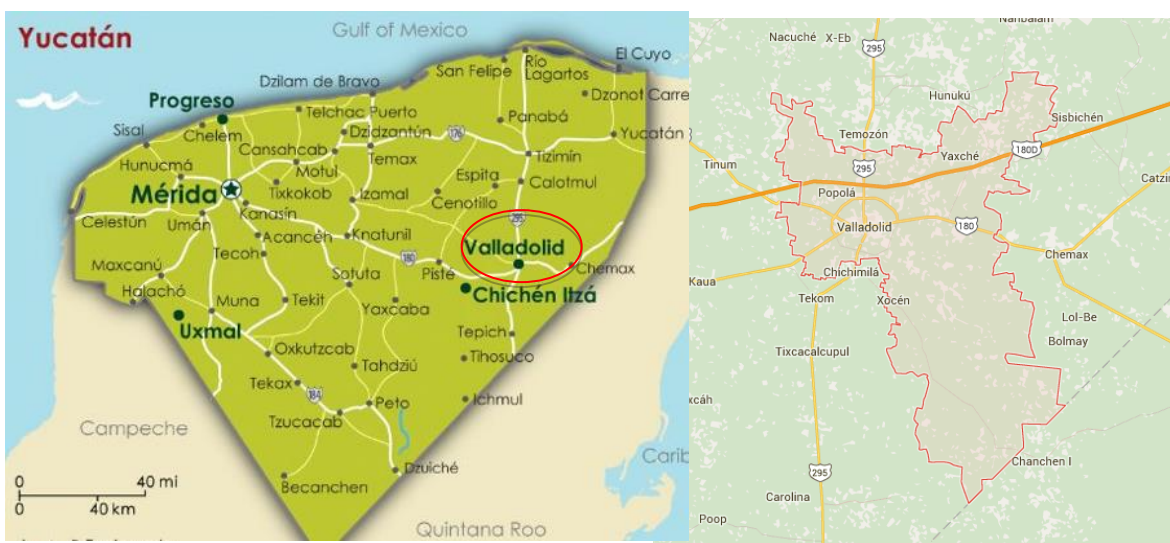 Yucatán
Gulf of Mexico
El Cuyo
Río
Lagartos
San Felipe
Dzilam de Bravo
Dzonot Carre
Progreso
Telchac Puerto
Panabá
Chelem
Sisbal
Dzidzantún
176
Yucatán
Cansahcab
Temax
Tizimín
Hunucmá
Motul
Espita
Calotmul
Mérida
Tixkokob
Izamal
Cenotillo
Kanasín
295
Celestún
Umán
Acancén
Knatunil
Valladolid
Tecoh
180
Pisté
Chemax
Maxcanú
Sotuta
Halachó
Muna
Tekit
Yaxcaba
Chichén Itzá
Uxmal
Tepich
Oxkutzcab
Tihosuco
Tahdziú
Tekax
184
Peto
Ichmul
Tzucacab
Campeche
Carib
Dzuiché
Becanchen
0 40 mi
0 40 km
Quintana Roo
Nacuché X-Eb
295
Hunukú
Sisbichén
Temozón
180D
Tinum
295
Yaxché
Catzi
Popolá
Valladolid
180
Chemax
Chichimilá
Kaua
Tekom
Xocén
Lol-Be
Bolmay
Tixcacalcupul
xcáh
Chanchen I
295
Carolina
Poop